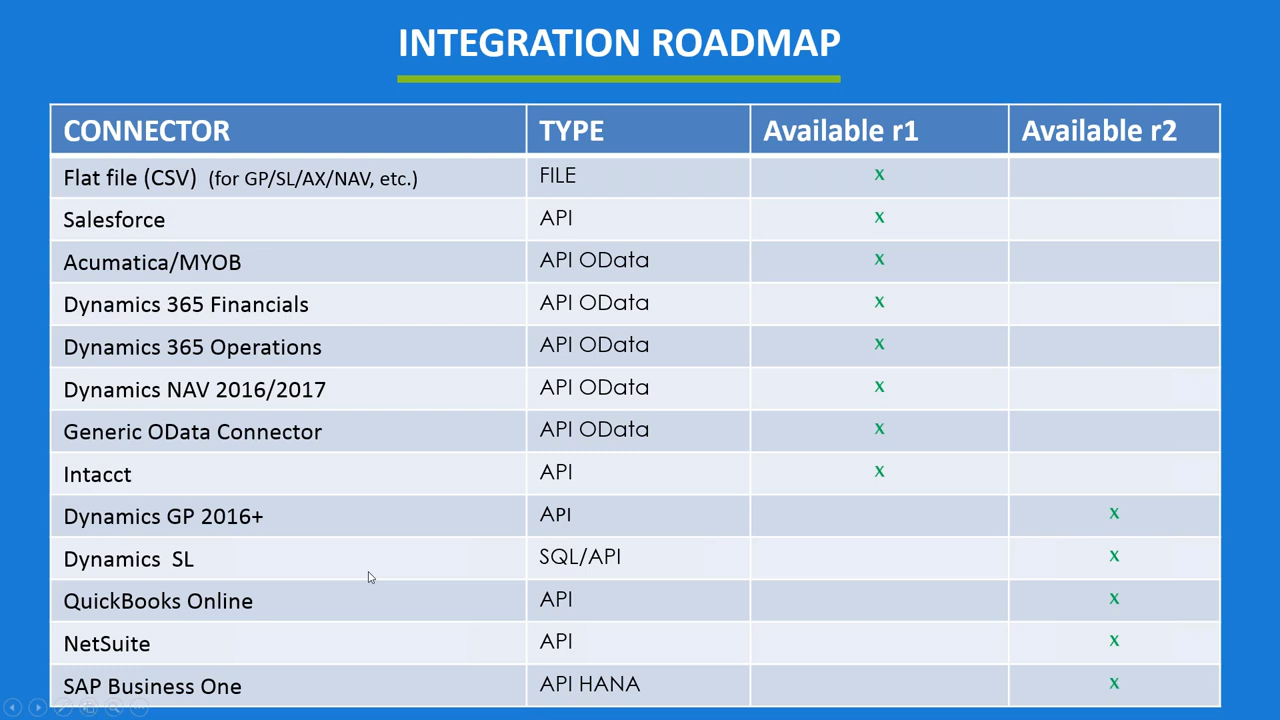 INTEGRATION ROADMAP
CONNECTOR TYPE Available r1 Available r2
Flat file (CSV) (for GP/SL/AX/NAV, etc.) FILE x
Salesforce API x
Acumatica/MYOB API OData x
Dynamics 365 Financials API OData x
Dynamics 365 Operations API OData x
Dynamics NAV 2016/2017 API OData x
Generic OData Connector API OData x
Intacct API x
Dynamics GP 2016+ API x
Dynamics SL SQL/API x
QuickBooks Online API x
NetSuite API x
SAP Business One API HANA x